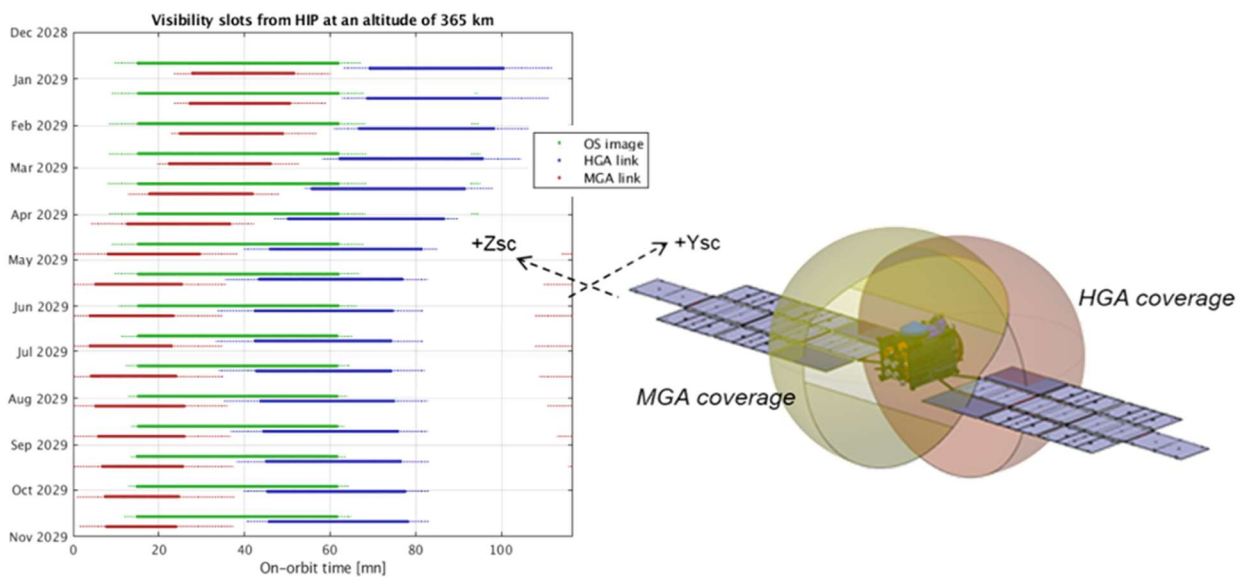 Visibility slots from HIP at an altitude of 365 km
Dec 2028
Jan 2029
Feb 2029
Mar 2029
Apr 2029
May 2029
Jun 2029
Jul 2029
Aug 2029
Sep 2029
Oct 2029
Nov 2029
0 20 40 60 80 100
On-orbit time [mn]
OS image
HGA link
MGA link
+Zsc
+Ysc
HGA coverage
MGA coverage